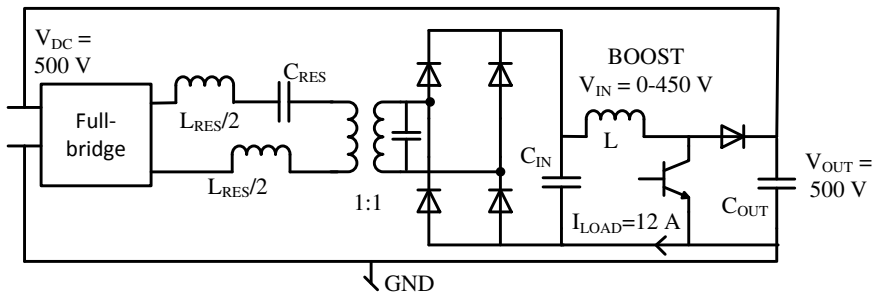 V_DC =
500 V
Full-
bridge
L_RES/2
C_RES
L_RES/2
1:1
BOOST
V_IN = 0-450 V
C_IN
L
I_LOAD=12 A
C_OUT
V_OUT =
500 V
GND